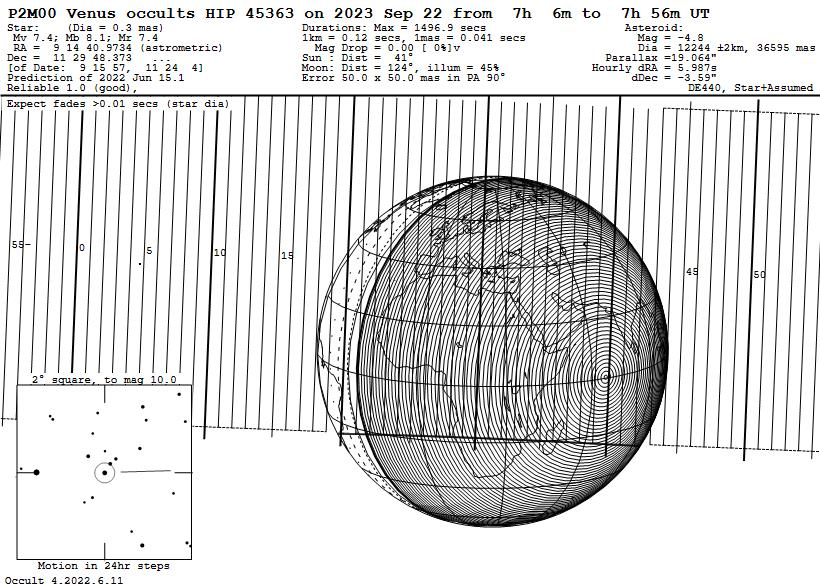 P2M00 Venus occults HIP 45363 on 2023 Sep 22 from 7h 6m to 7h 56m UT
Star: (Dia = 0.3 mas)
Mv 7.4; Mb 8.1; Mr 7.4
RA = 9 14 40.9734 (astrometric)
Dec = 11 29 48.373 ...
[of Date: 9 15 57, 11 24 4]
Prediction of 2022 Jun 15.1
Reliable 1.0 (good),
Durations: Max = 1496.9 secs
1km = 0.12 secs, 1mas = 0.041 secs
Mag Drop = 0.00 [ 0%]v
Sun : Dist = 41°
Moon: Dist = 124°, illum = 45%
Error 50.0 x 50.0 mas in PA 90°
Asteroid:
Mag = -4.8
Dia = 12244 ±2km, 36595 mas
Parallax =19.064"
Hourly dRA = 5.987s
dDec = -3.59"
DE440, Star+Assumed
Expect fades >0.01 secs (star dia)
55-
0
5
10
15
45
50
2° square, to mag 10.0
Motion in 24hr steps
Occult 4.2022.6.11